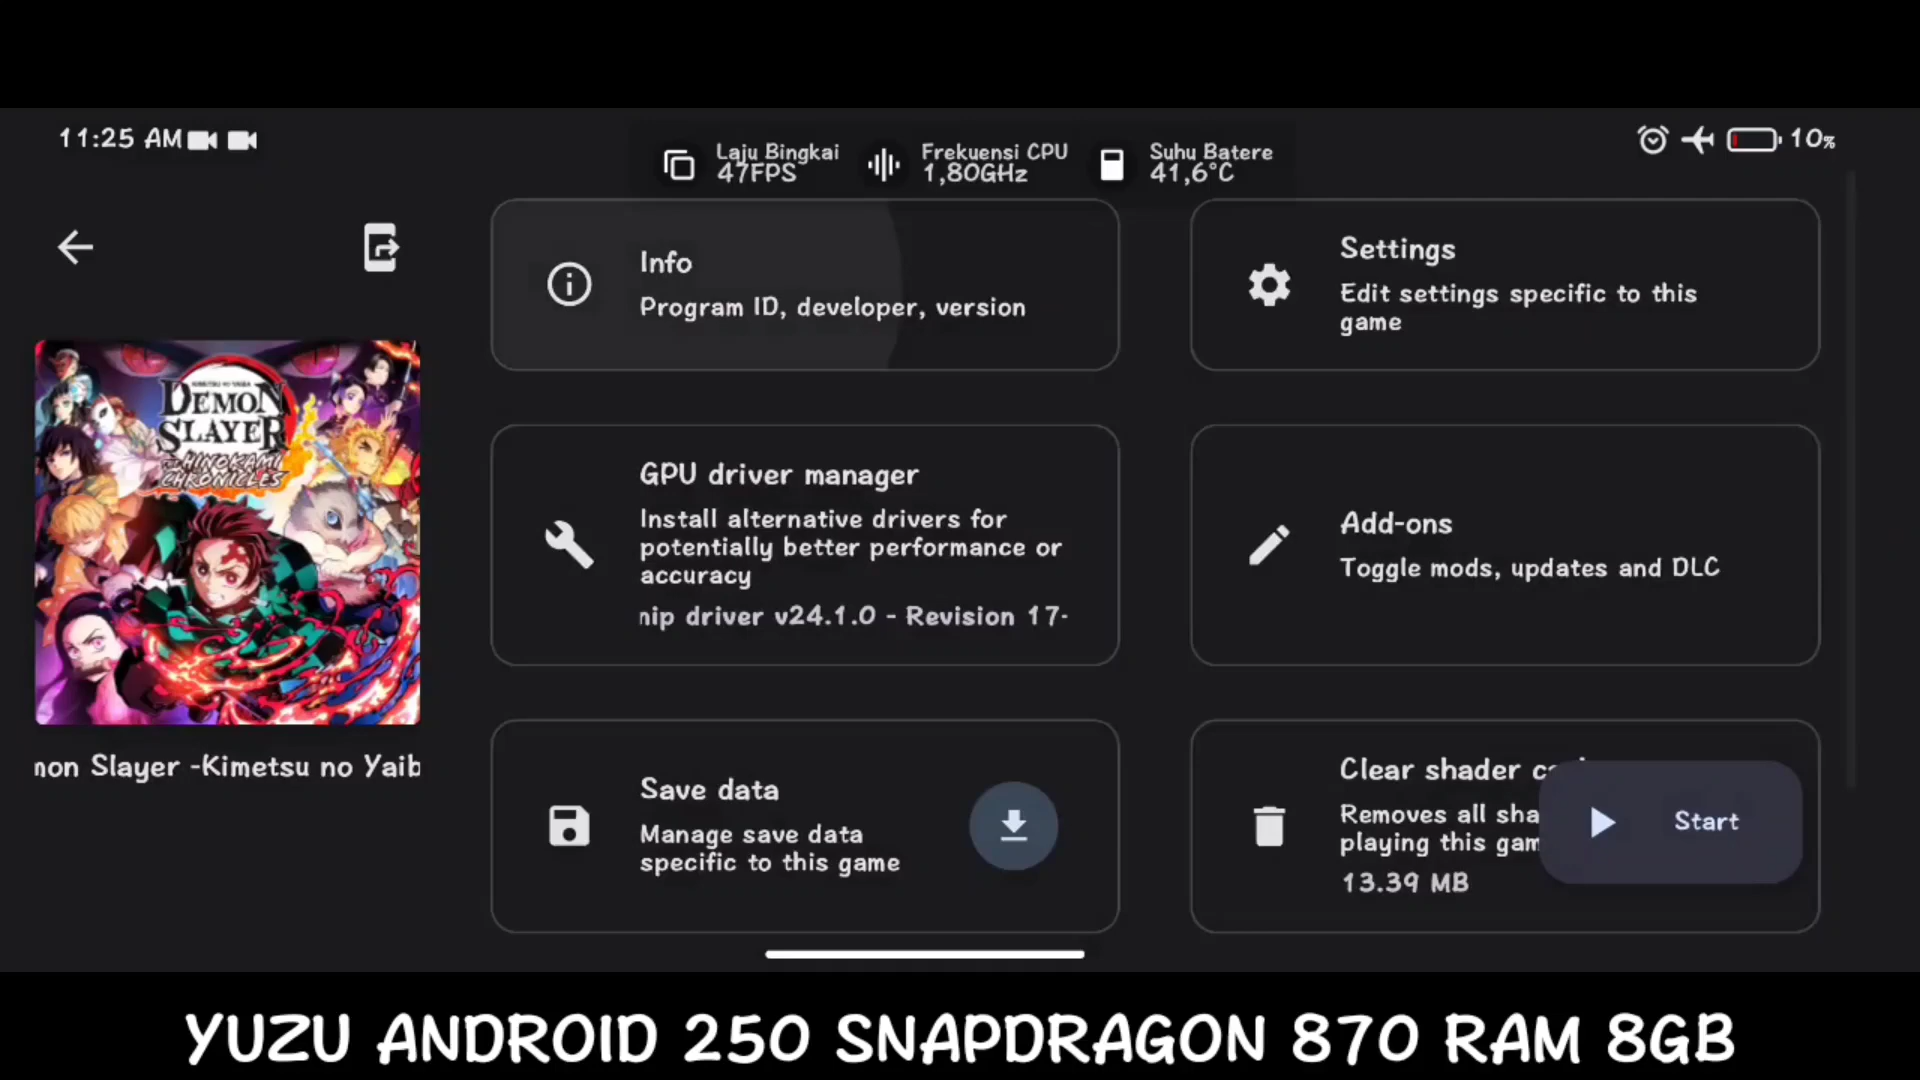 11:25 AM
Laju Bingkai
47FPS
Frekuensi CPU
1,80GHz
Suhu Batere
41,6°C
10%
Info
Program ID, developer, version
Settings
Edit settings specific to this
game
DEMON
SLAYER
HINOKAMI
CHRONICLES
non Slayer -Kimetsu no Yaib
GPU driver manager
Install alternative drivers for
potentially better performance or
accuracy
nip driver v24.1.0 - Revision 17-
Add-ons
Toggle mods, updates and DLC
Save data
Manage save data
specific to this game
Clear shader
Removes all sha
playing this gam
13.39 MB
Start
YUZU ANDROID 250 SNAPDRAGON 870 RAM 8GB